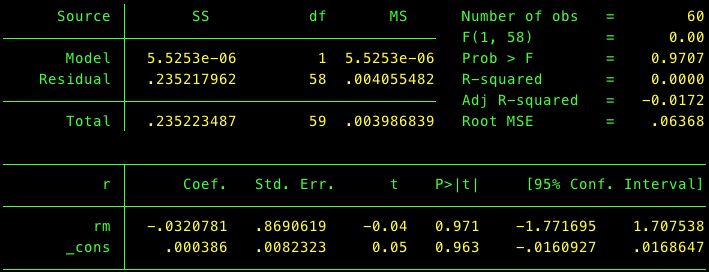 Source SS df MS Number of obs = 60
F(1, 58) = 0.00
Model 5.5253e-06 1 5.5253e-06 Prob > F = 0.9707
Residual .235217962 58 .004055482 R-squared = 0.0000
Adj R-squared = -0.0172
Total .235223487 59 .003986839 Root MSE = .06368
r Coef. Std. Err. t P>|t| [95% Conf. Interval]
rm -.0320781 .8690619 -0.04 0.971 -1.771695 1.707538
_cons .000386 .0082323 0.05 0.963 -.0160927 .0168647